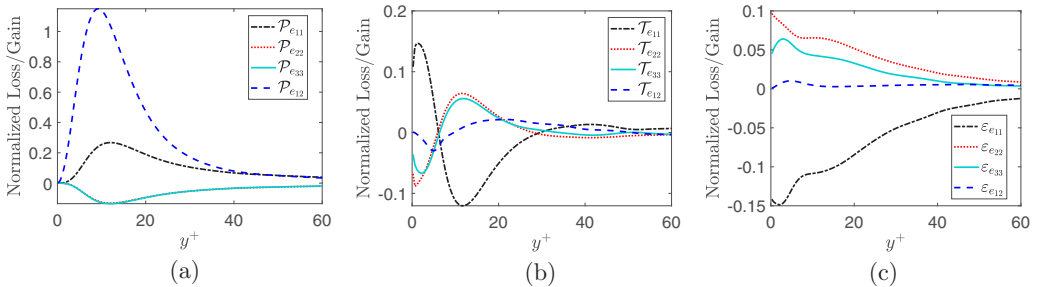 Normalized Loss/Gain
1
0.8
0.6
0.4
0.2
0
0
20
40
60
y+
𝒫e11
𝒫e22
𝒫e33
𝒫e12
(a)
Normalized Loss/Gain
0.2
0.1
0
-0.1
0
10
20
30
40
50
60
y+
𝒯e11
𝒯e22
𝒯e33
𝒯e12
(b)
Normalized Loss/Gain
0.1
0.05
0
-0.05
-0.1
-0.15
0
20
40
60
y+
εe11
εe22
εe33
εe12
(c)